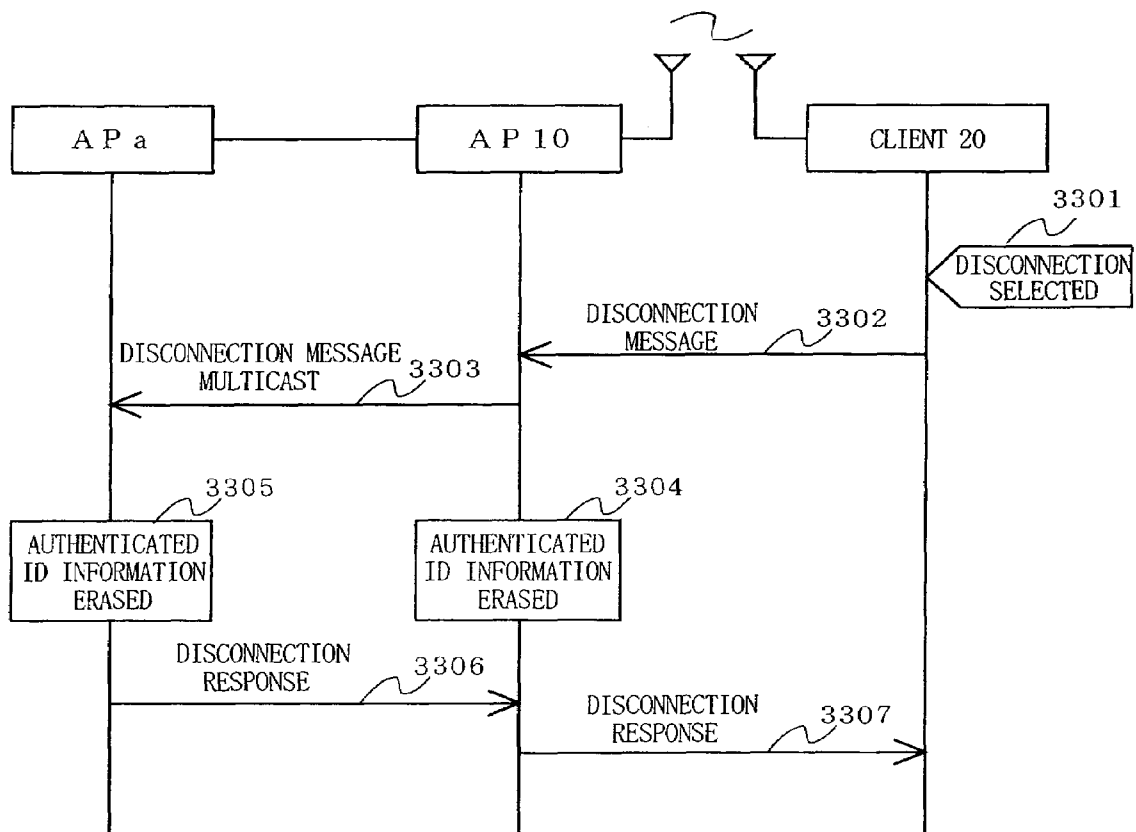 A P a
A P 10
CLIENT 20
3301
DISCONNECTION
SELECTED
DISCONNECTION
MESSAGE
3302
DISCONNECTION MESSAGE
MULTICAST
3303
3305
AUTHENTICATED
ID INFORMATION
ERASED
3304
AUTHENTICATED
ID INFORMATION
ERASED
DISCONNECTION
RESPONSE
3306
DISCONNECTION
RESPONSE
3307